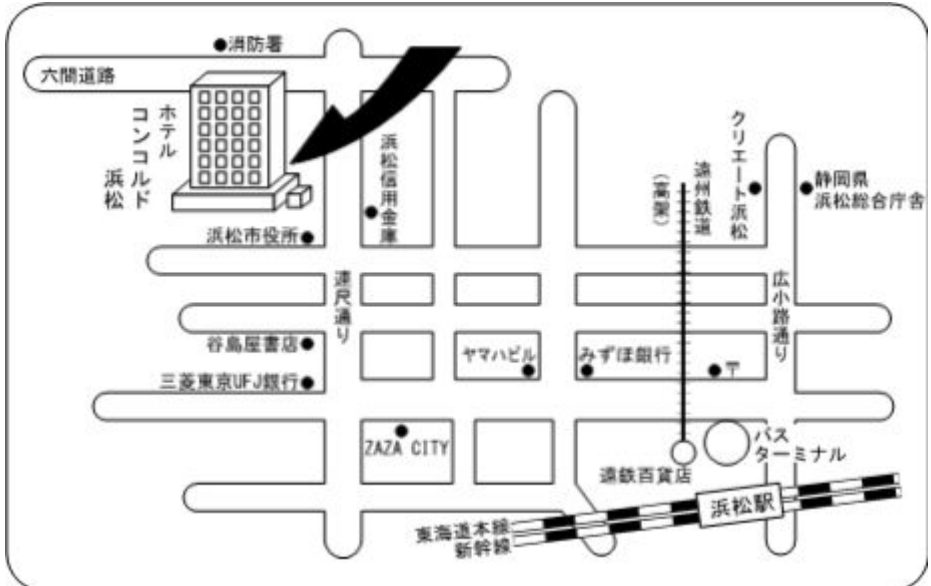 消防署
六間道路
ホテル
コンコルド
浜松
浜松信用金庫
クリエート浜松
遠州鉄道
(高架)
静岡県
浜松総合庁舎
浜松市役所
連尺通り
広小路通り
谷島屋書店
ヤマハビル
みずほ銀行
〒
三菱東京UFJ銀行
ZAZA CITY
バス
ターミナル
遠鉄百貨店
浜松駅
東海道本線
新幹線